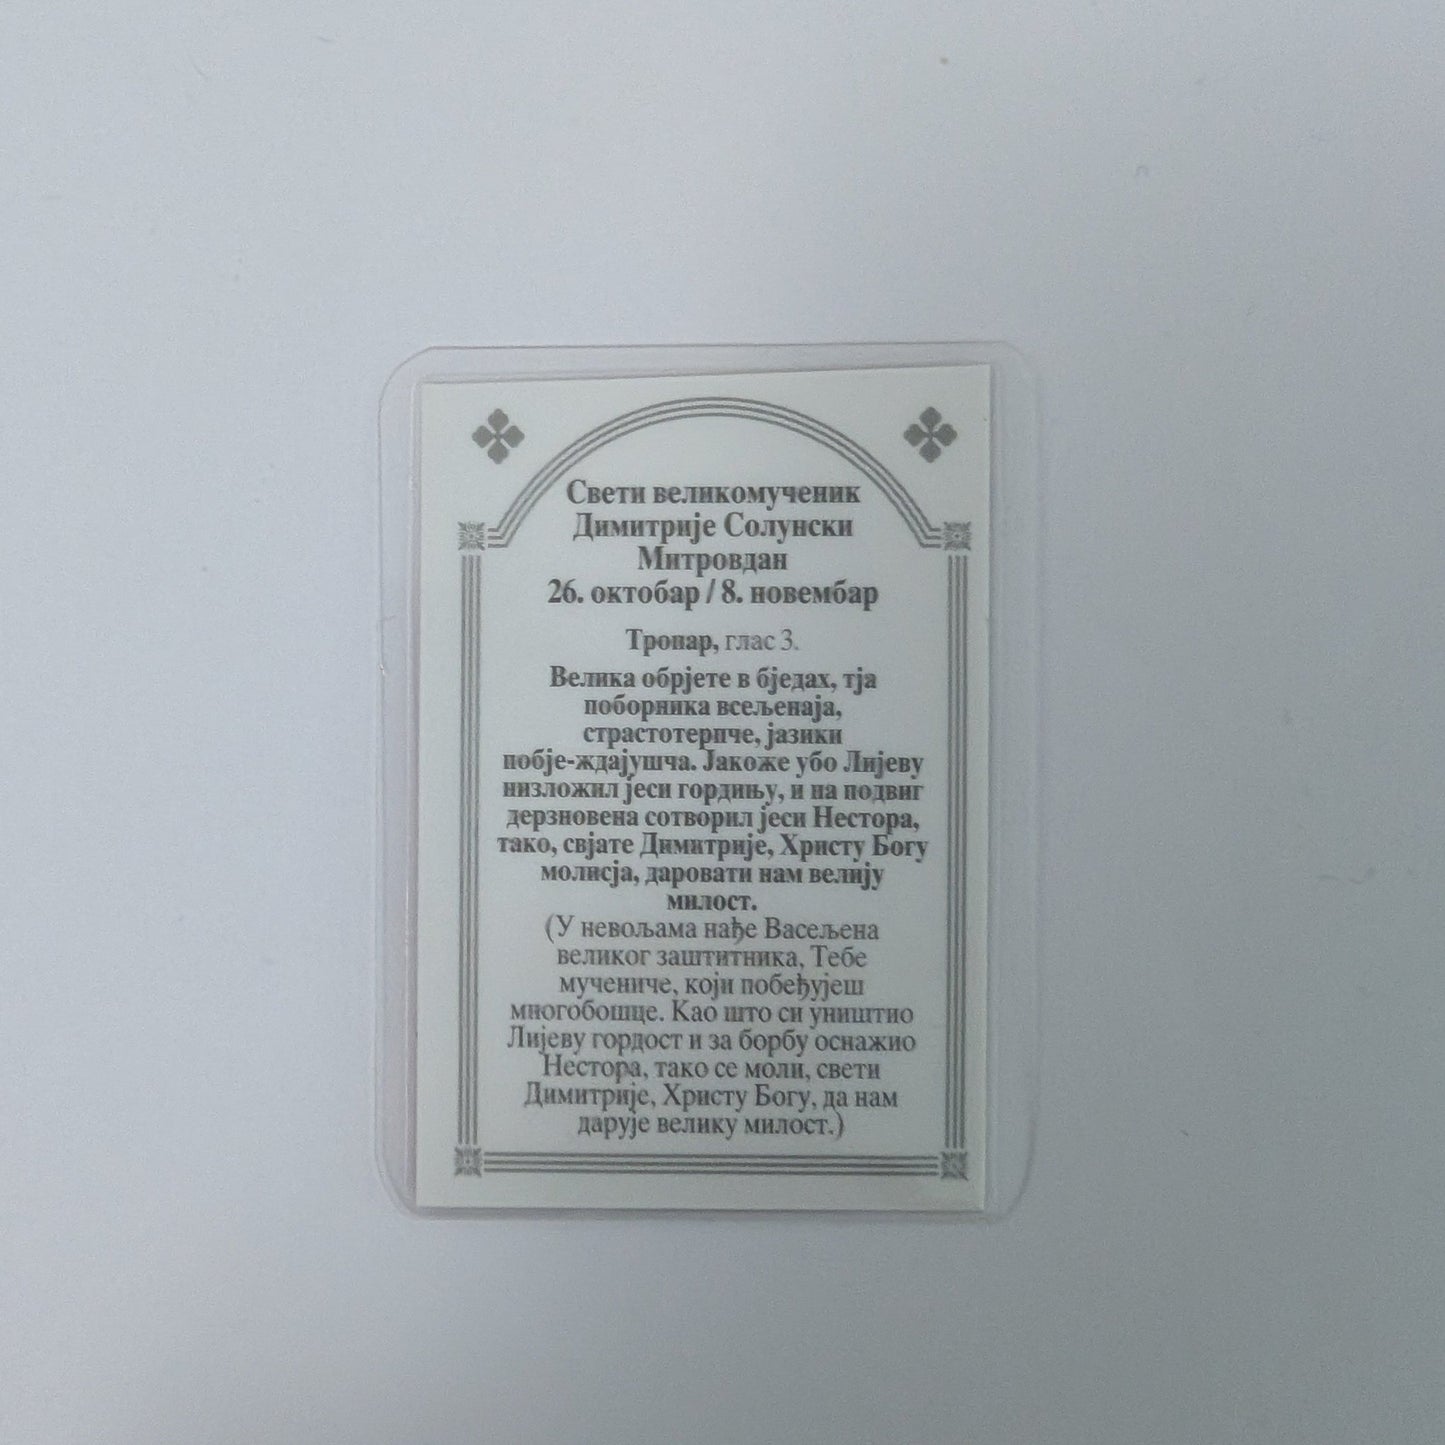 Свети великомученик
Димитрије Солунски
Митровдан
26. октобар / 8. новембар
Тропар, глас 3.
Велика обрјете в бједах, тја
поборника всељенаја,
страстотерпче, јазики
побје-ждајушча. Јакоже убо Лијеву
низложил јеси гордињу, и на подвиг
дерзновена сотворил јеси Нестора,
тако, свјате Димитрије, Христу Богу
молисја, даровати нам велију
милост.
(У невољама нађе Васељена
великог заштитника, Тебе
мучениче, који побеђујеш
многобошце. Као што си уништио
Лијеву гордост и за борбу оснажио
Нестора, тако се моли, свети
Димитрије, Христу Богу, да нам
дарује велику милост.)